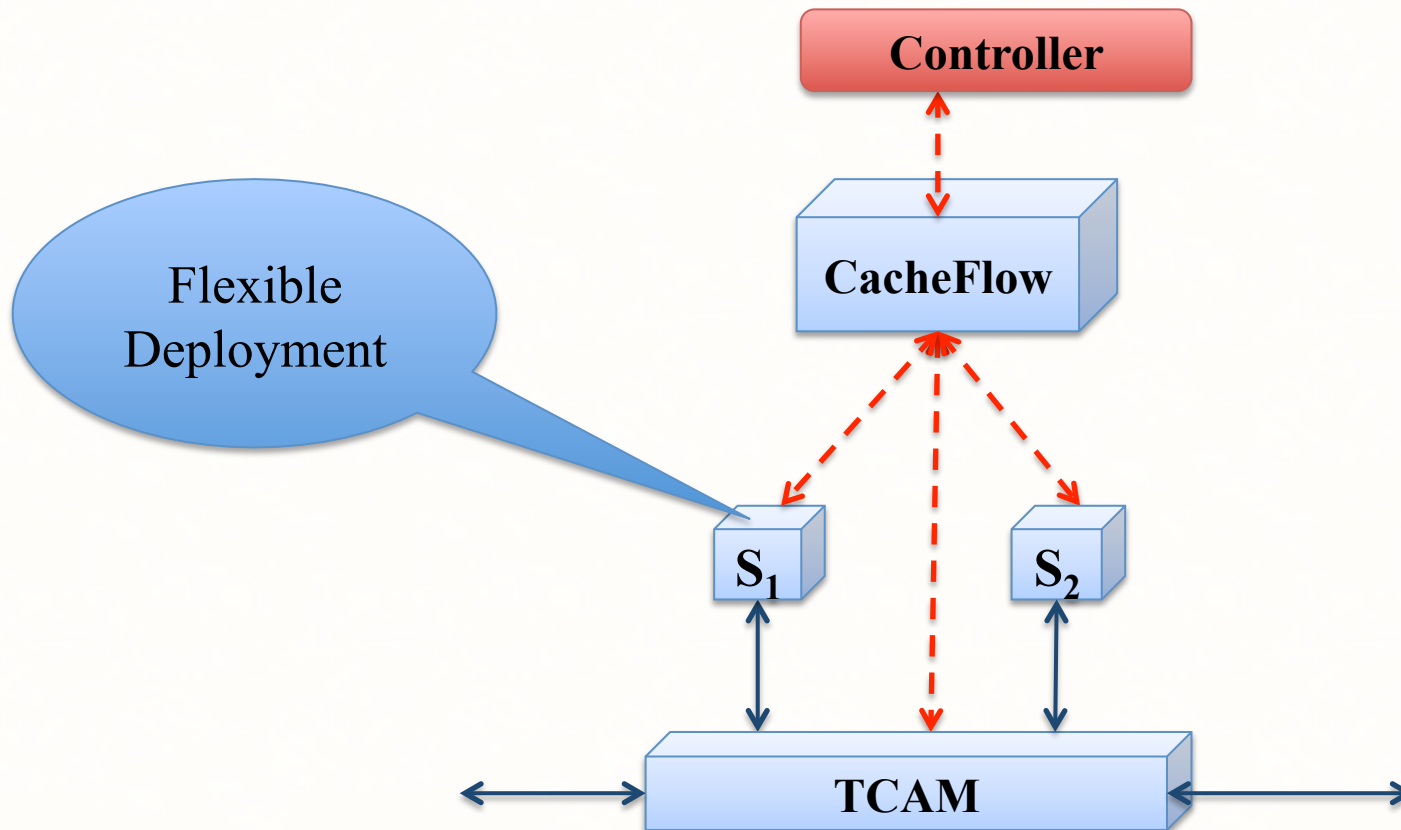 Controller
CacheFlow
Flexible
Deployment
S₁
S₂
TCAM